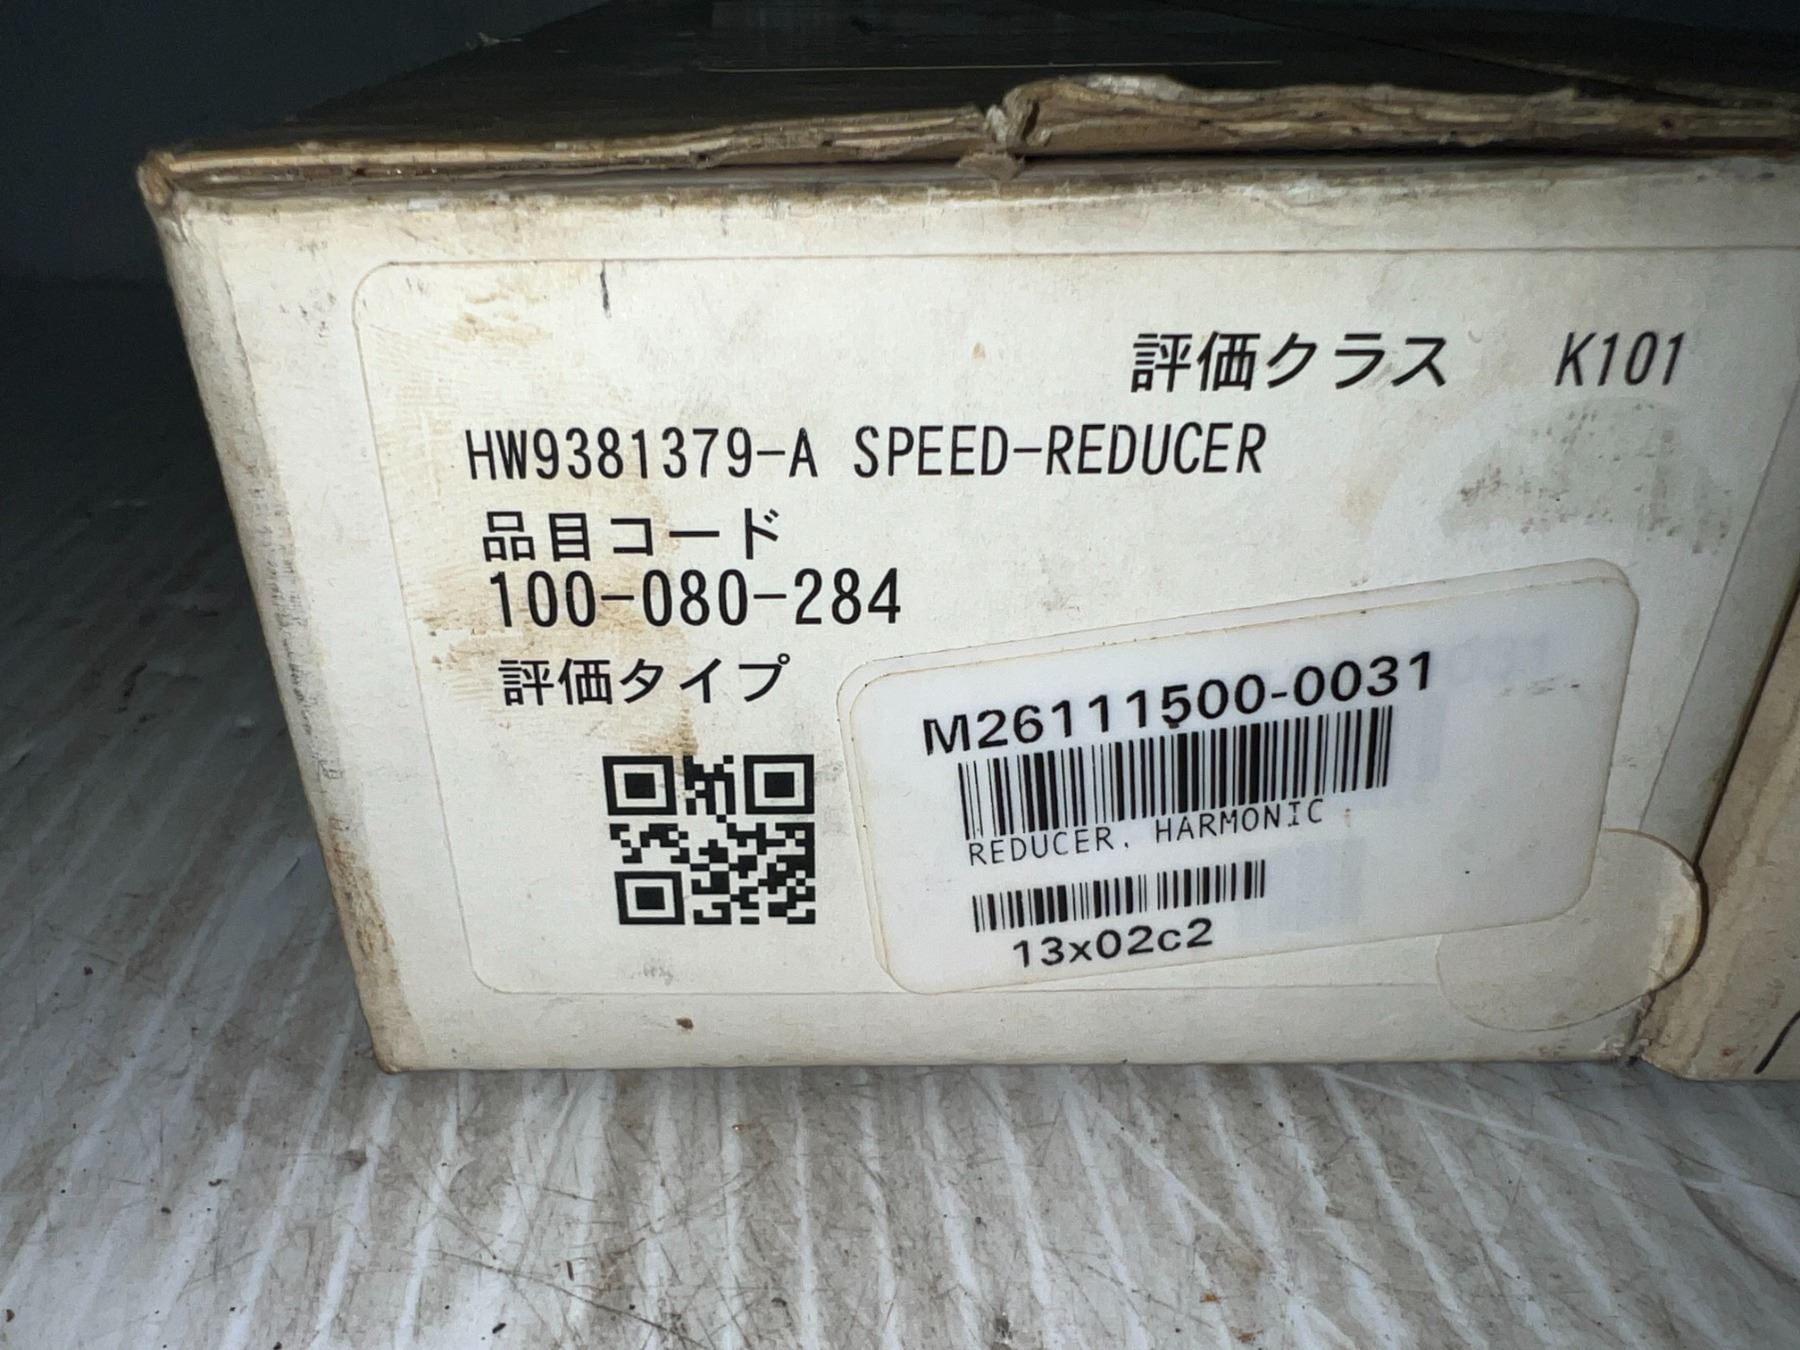 評価クラス K101
HW9381379-A SPEED-REDUCER
品目コード
100-080-284
評価タイプ
M26111500-0031
REDUCER, HARMONIC
13x02c2